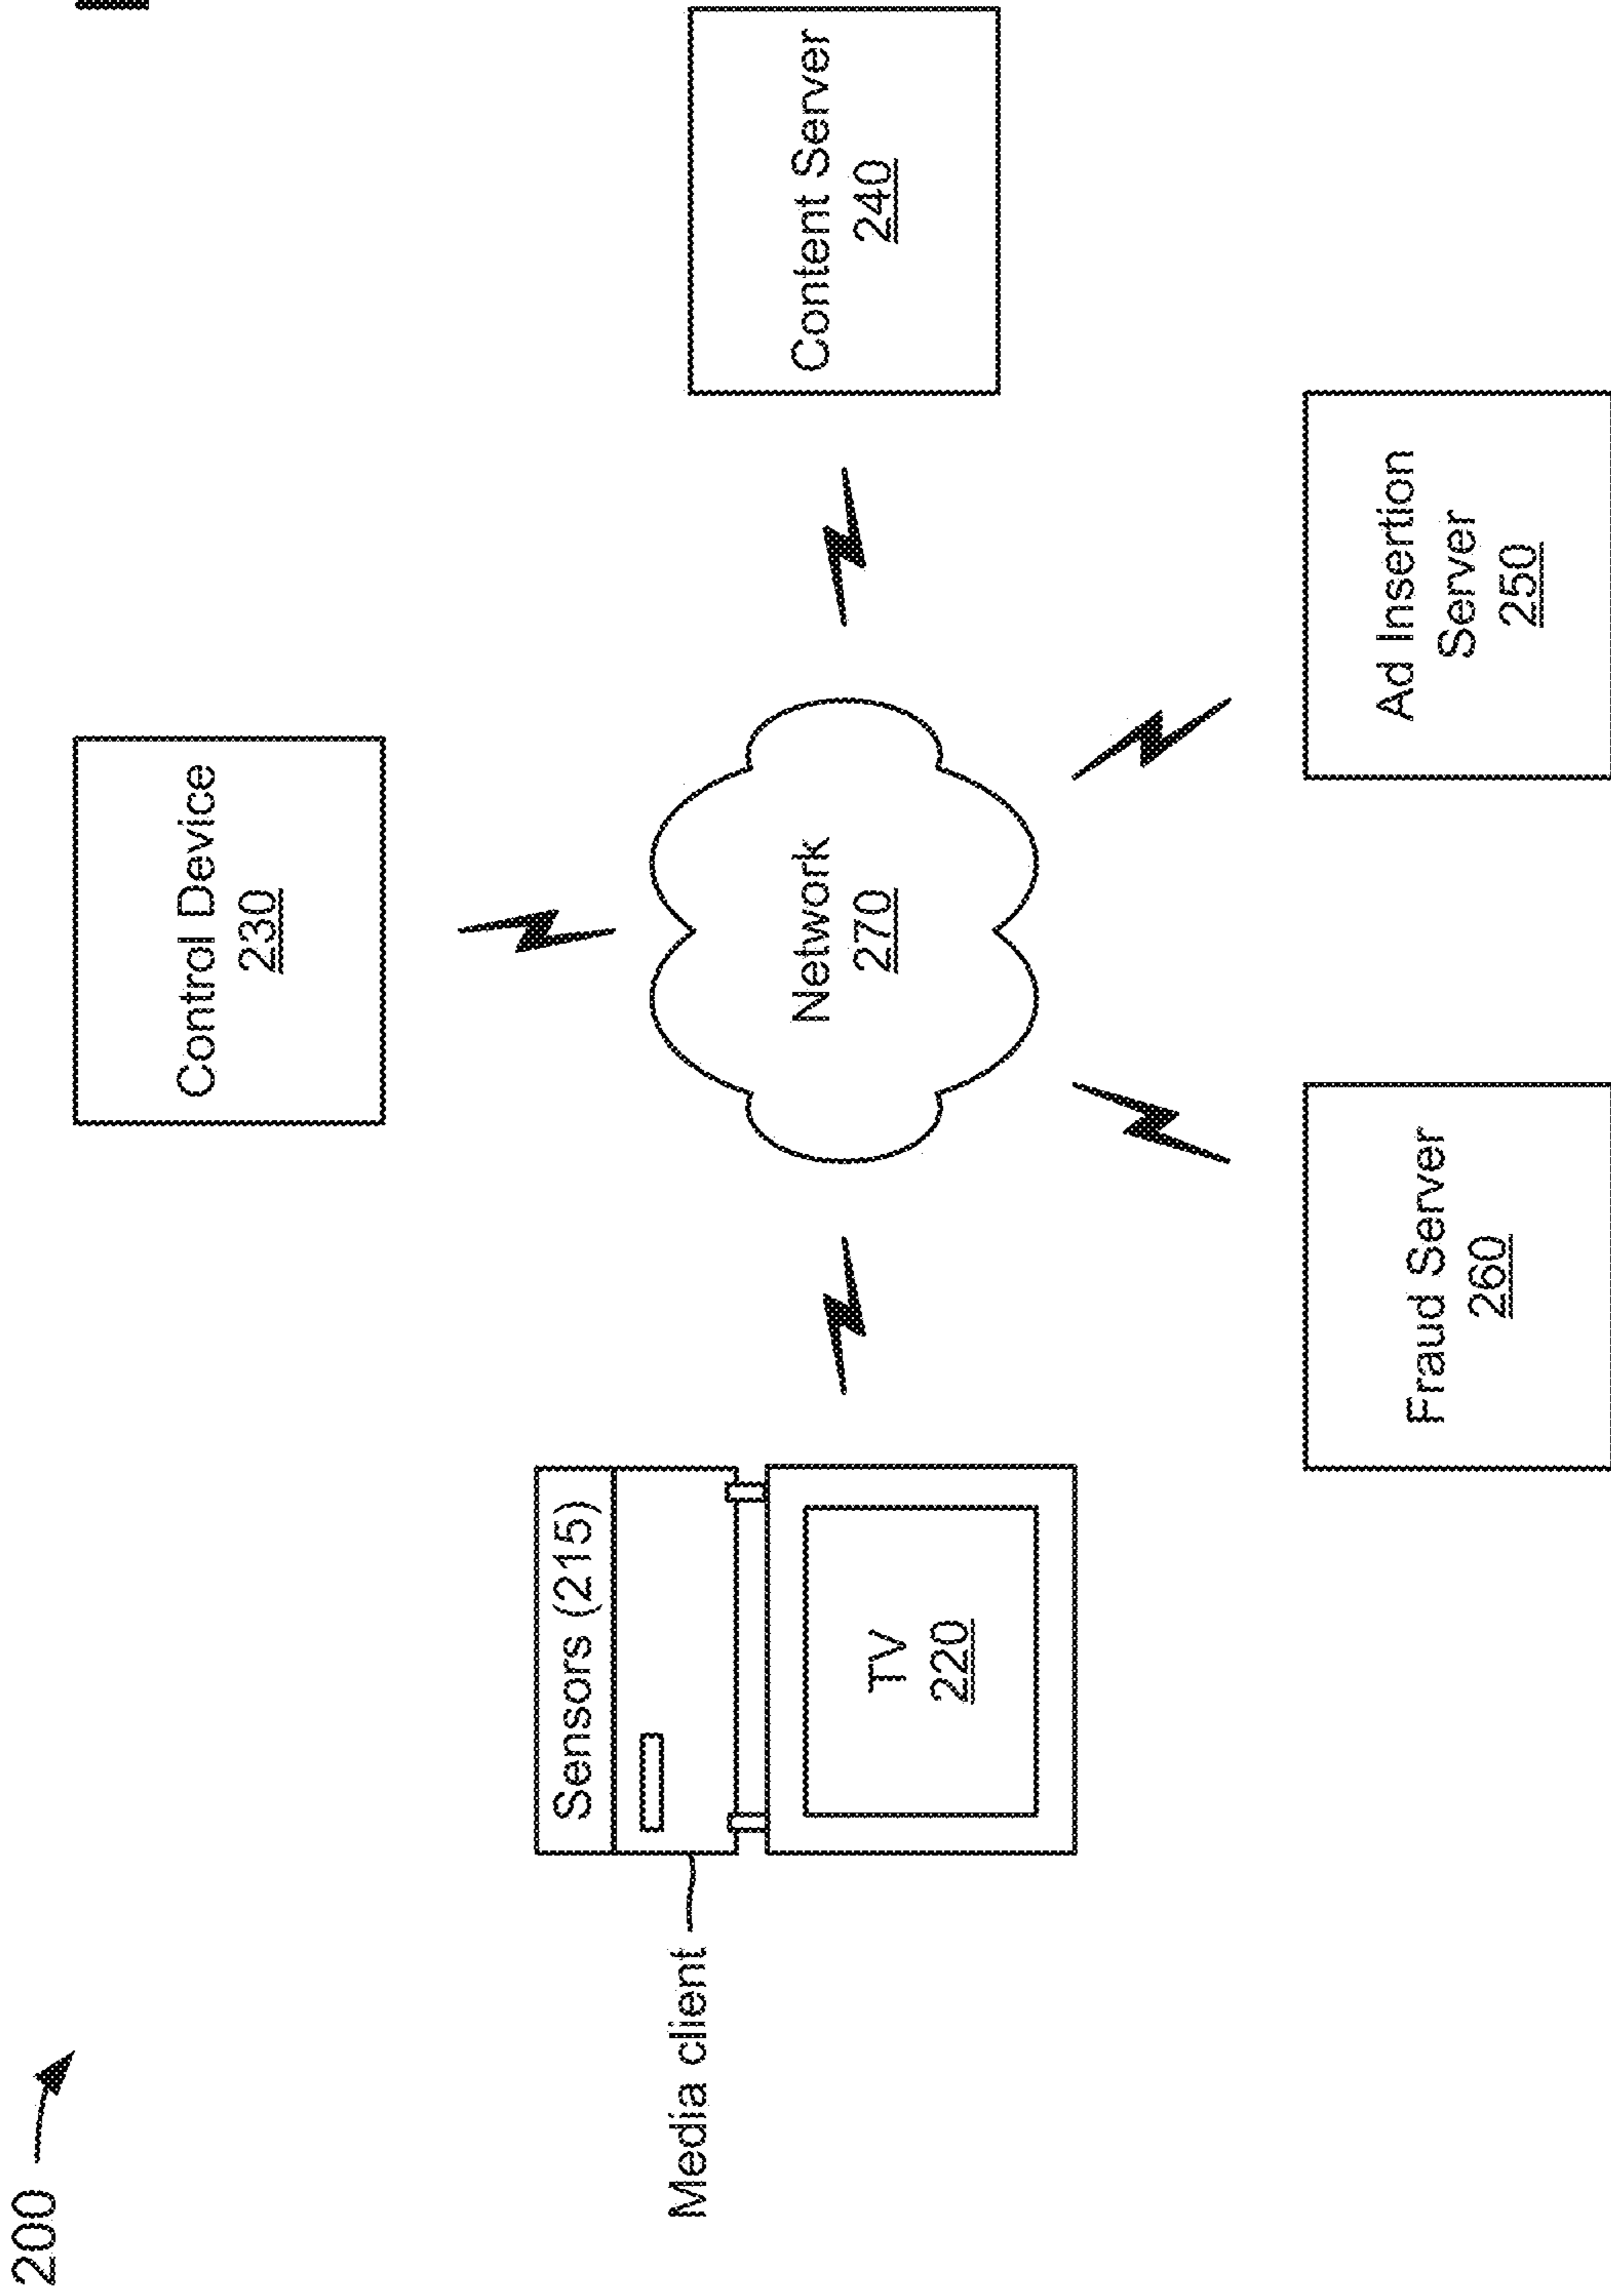 200
Control Device
230
Sensors (215)
Media client
TV
220
Network
270
Content Server
240
Fraud Server
260
Ad Insertion
Server
250